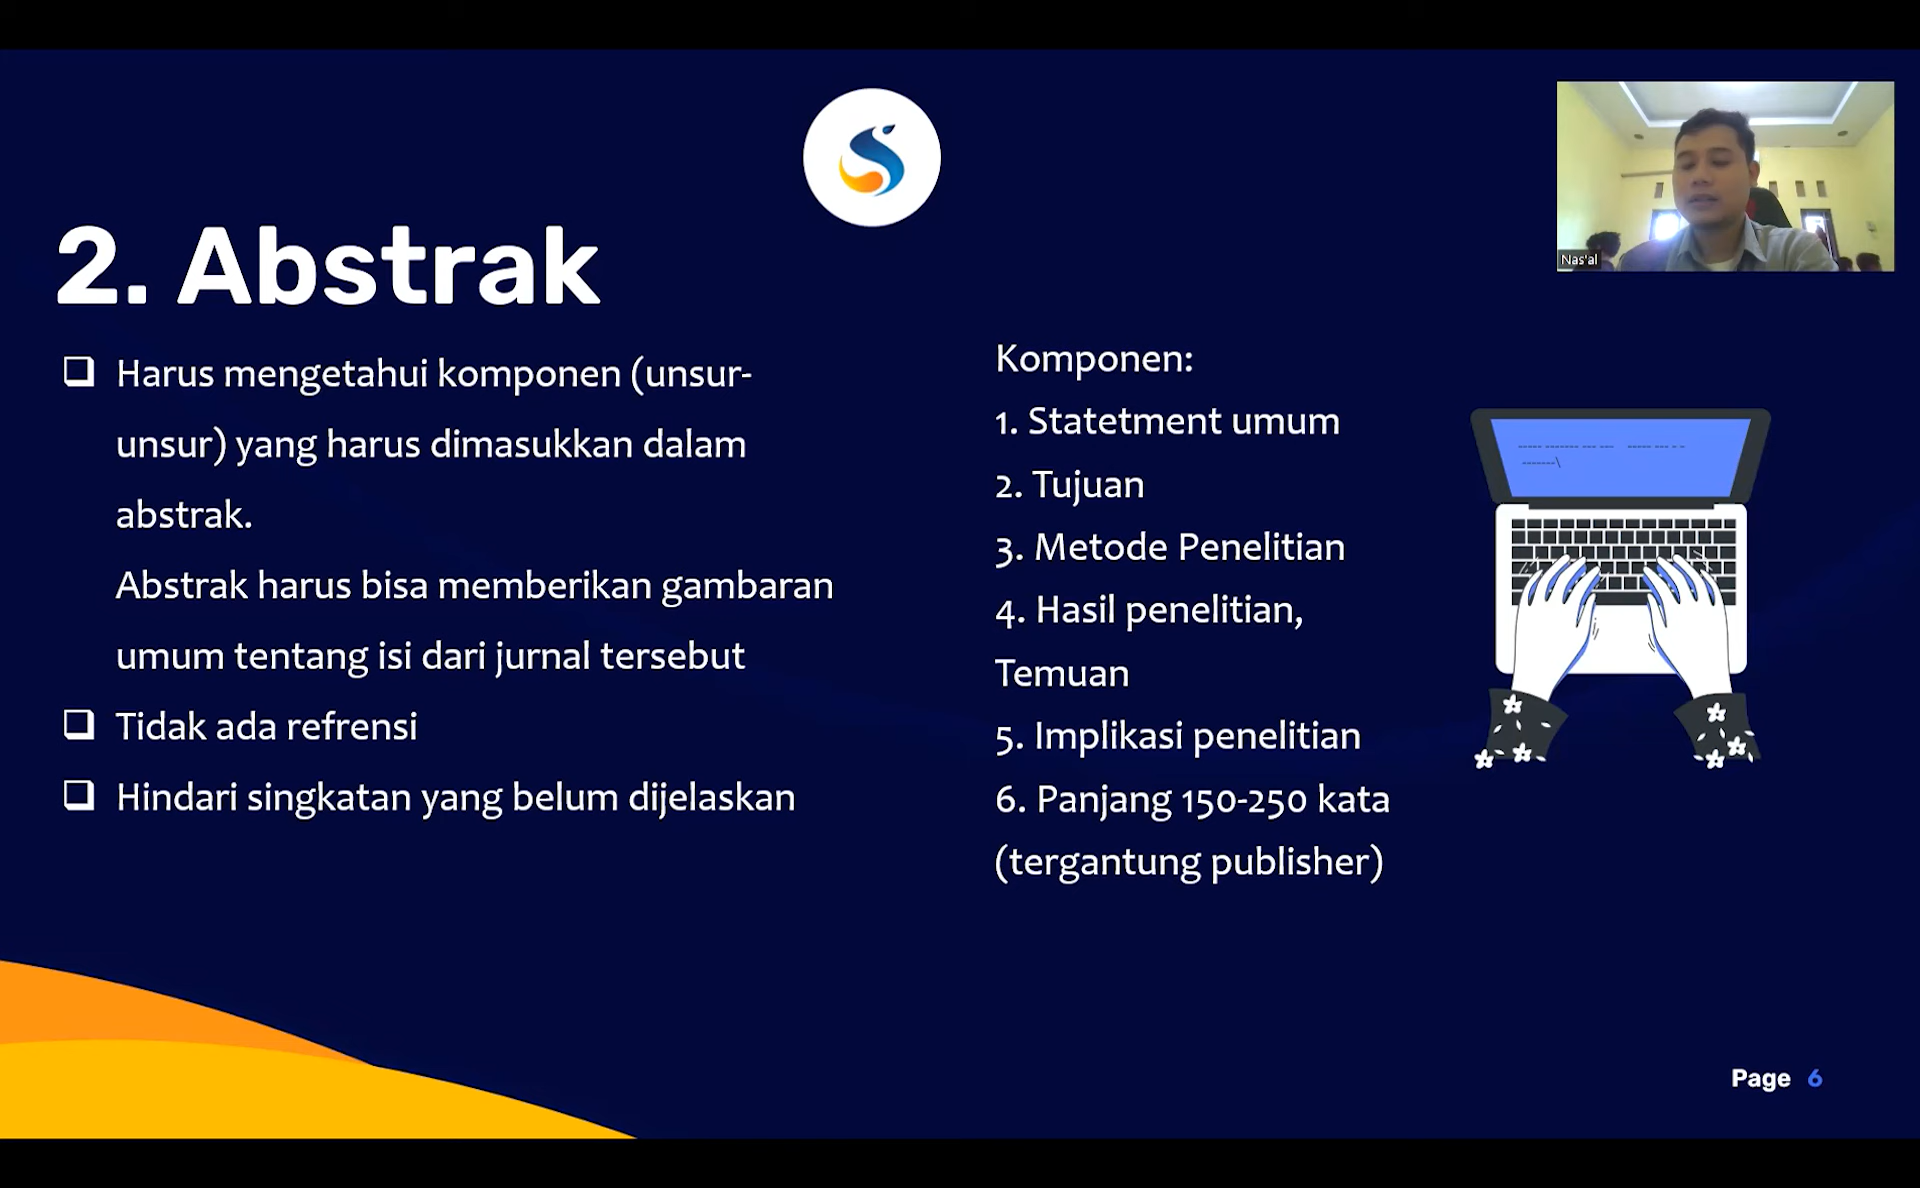 2. Abstrak
Harus mengetahui komponen (unsur-
unsur) yang harus dimasukkan dalam
abstrak.
Abstrak harus bisa memberikan gambaran
umum tentang isi dari jurnal tersebut
Tidak ada refrensi
Hindari singkatan yang belum dijelaskan
Komponen:
1. Statetment umum
2. Tujuan
3. Metode Penelitian
4. Hasil penelitian,
Temuan
5. Implikasi penelitian
6. Panjang 150-250 kata
(tergantung publisher)
Nas'al
Page 6